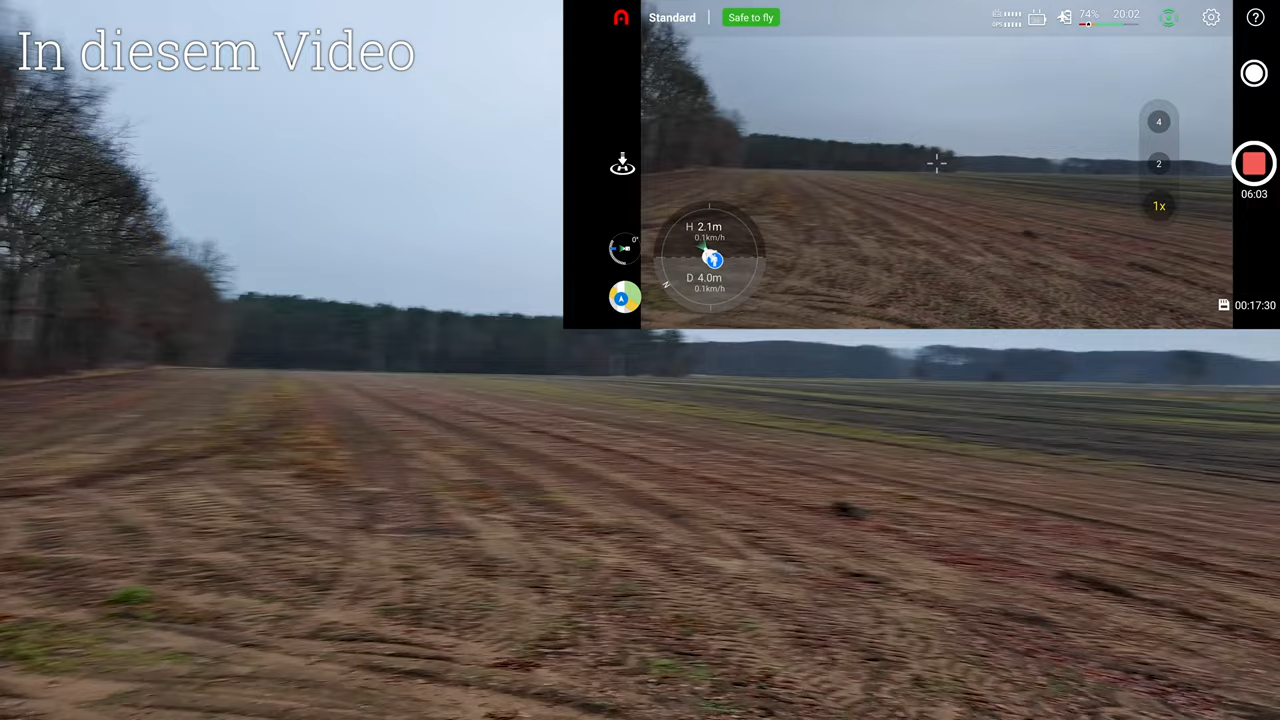 In diesem Video
Standard
Safe to fly
74%
20:02
?
4
2
1x
06:03
0°
H 2.1m
0.1km/h
D 4.0m
0.1km/h
N
00:17:30